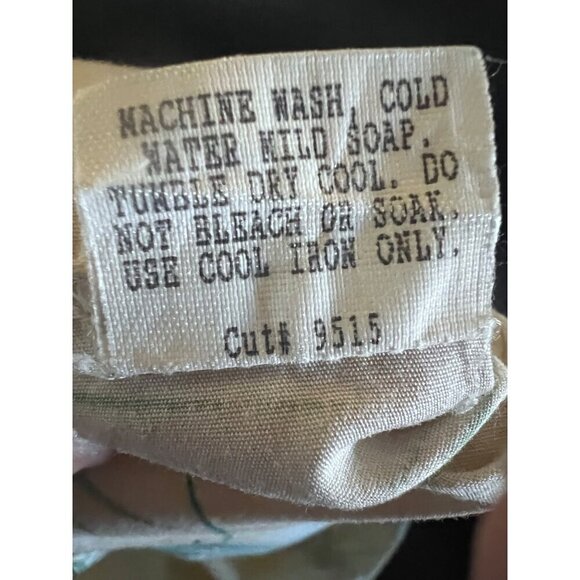 MACHINE WASH, COLD
WATER MILD SOAP.
TUMBLE DRY COOL. DO
NOT BLEACH OR SOAK.
USE COOL IRON ONLY.
Cut# 9515